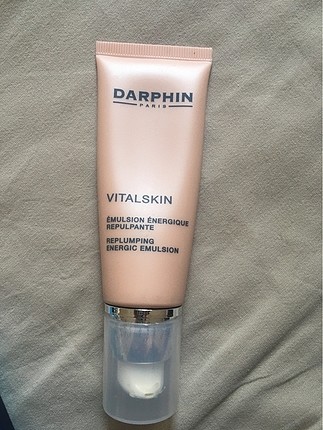 DARPHIN
PARIS
VITALSKIN
ÉMULSION ÉNERGIQUE
REPULPANTE
REPLUMPING
ENERGIC EMULSION